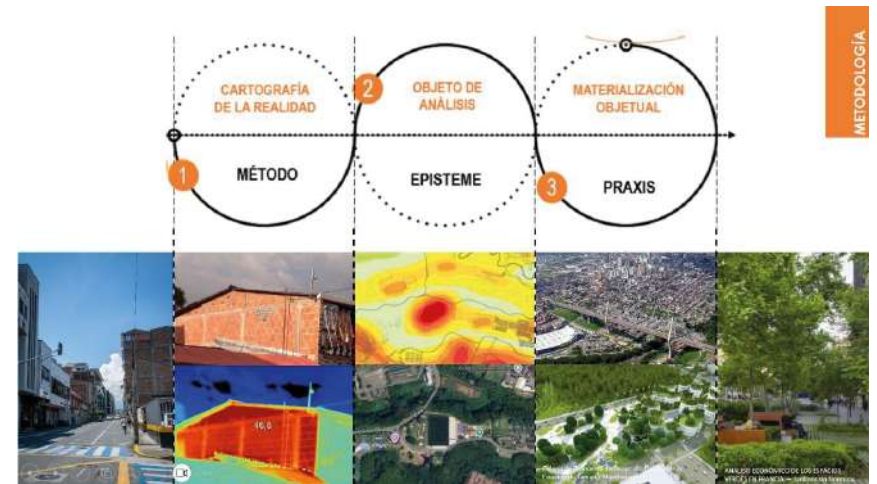 METODOLOGÍA
CARTOGRAFÍA
DE LA REALIDAD
1
MÉTODO
2
OBJETO DE
ANÀLISIS
EPISTEME
MATERIALIZACIÓN
OBJETUAL
3
PRAXIS
46,0
ANÁLISIS ECONÓMICO DE LOS ESPACIOS
VERDES EN FRANCIA